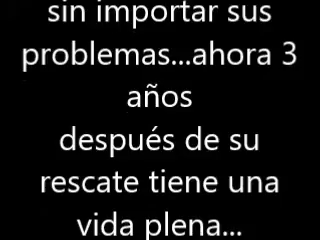 sin importar sus
problemas...ahora 3
años
después de su
rescate tiene una
vida plena...